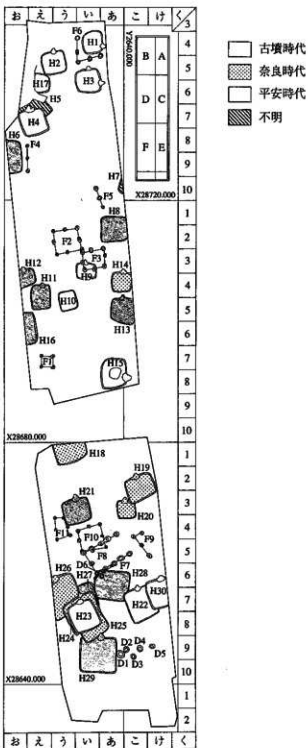 お え う い あ こ け く
3
4
5
6
7
8
9
10
1
2
3
4
5
6
7
8
9
10
1
2
3
4
5
6
7
8
9
10
1
2
F6
H1
H2
H3
H17
H5
H4
H6
F4
Y2640.000
B A
D C
F E
H7
X28720.000
F5
H8
F2
F3
H9
H12
H11
H10
H14
H13
H16
F1
H15
X28680.000
H18
H19
H21
H20
F10
F9
F8
D6
F7
H26
H27
H28
H30
H22
H23
H24
H25
H29
D2
D4
D5
D1
D3
X28640.000
お え う い あ こ け く
古墳時代
奈良時代
平安時代
不明